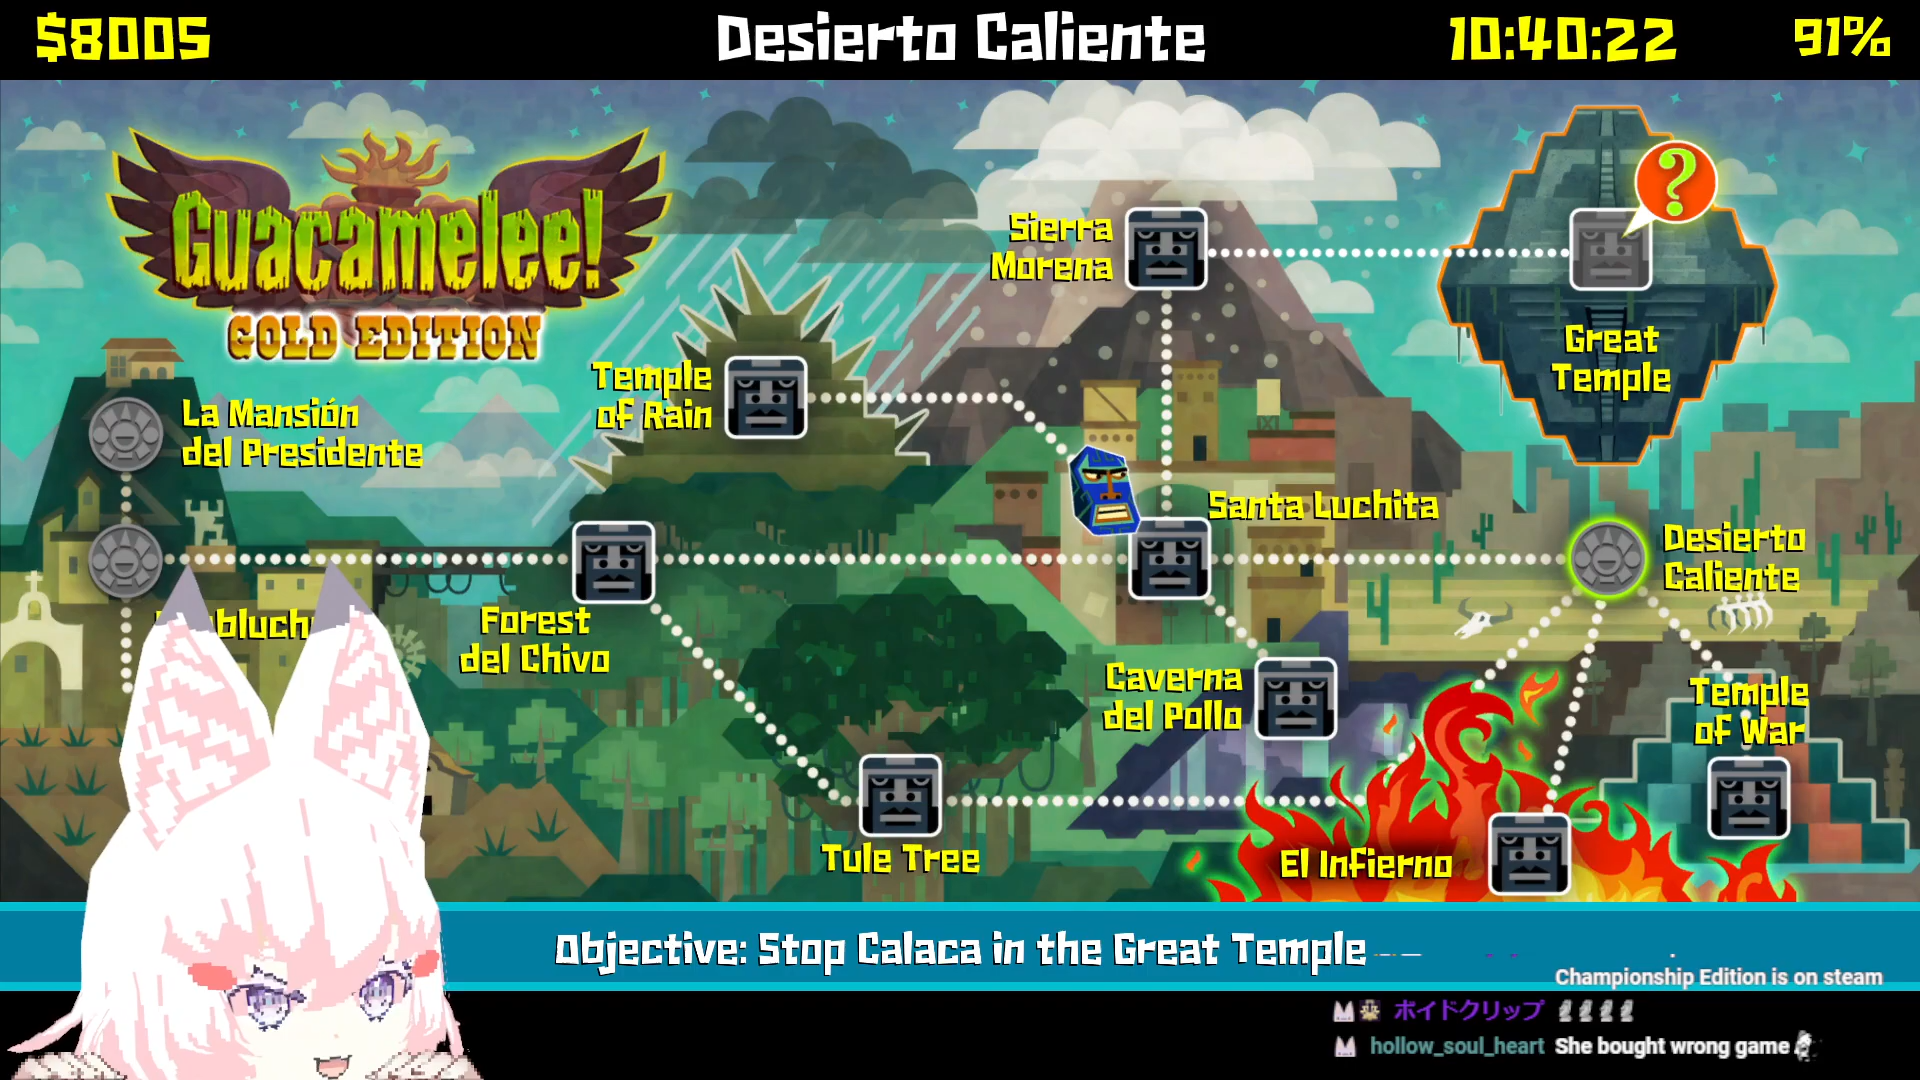 $8005
Desierto Caliente
10:40:22
91%
Guacamelee!
GOLD EDITION
?
Sierra
Morena
Great
Temple
Temple
of Rain
La Mansión
del Presidente
Santa Luchita
Desierto
Caliente
Forest
del Chivo
Caverna
del Pollo
Temple
of War
Tule Tree
El Infierno
Objective: Stop Calaca in the Great Temple
Championship Edition is on steam
ボイドクリップ
hollow_soul_heart She bought wrong game